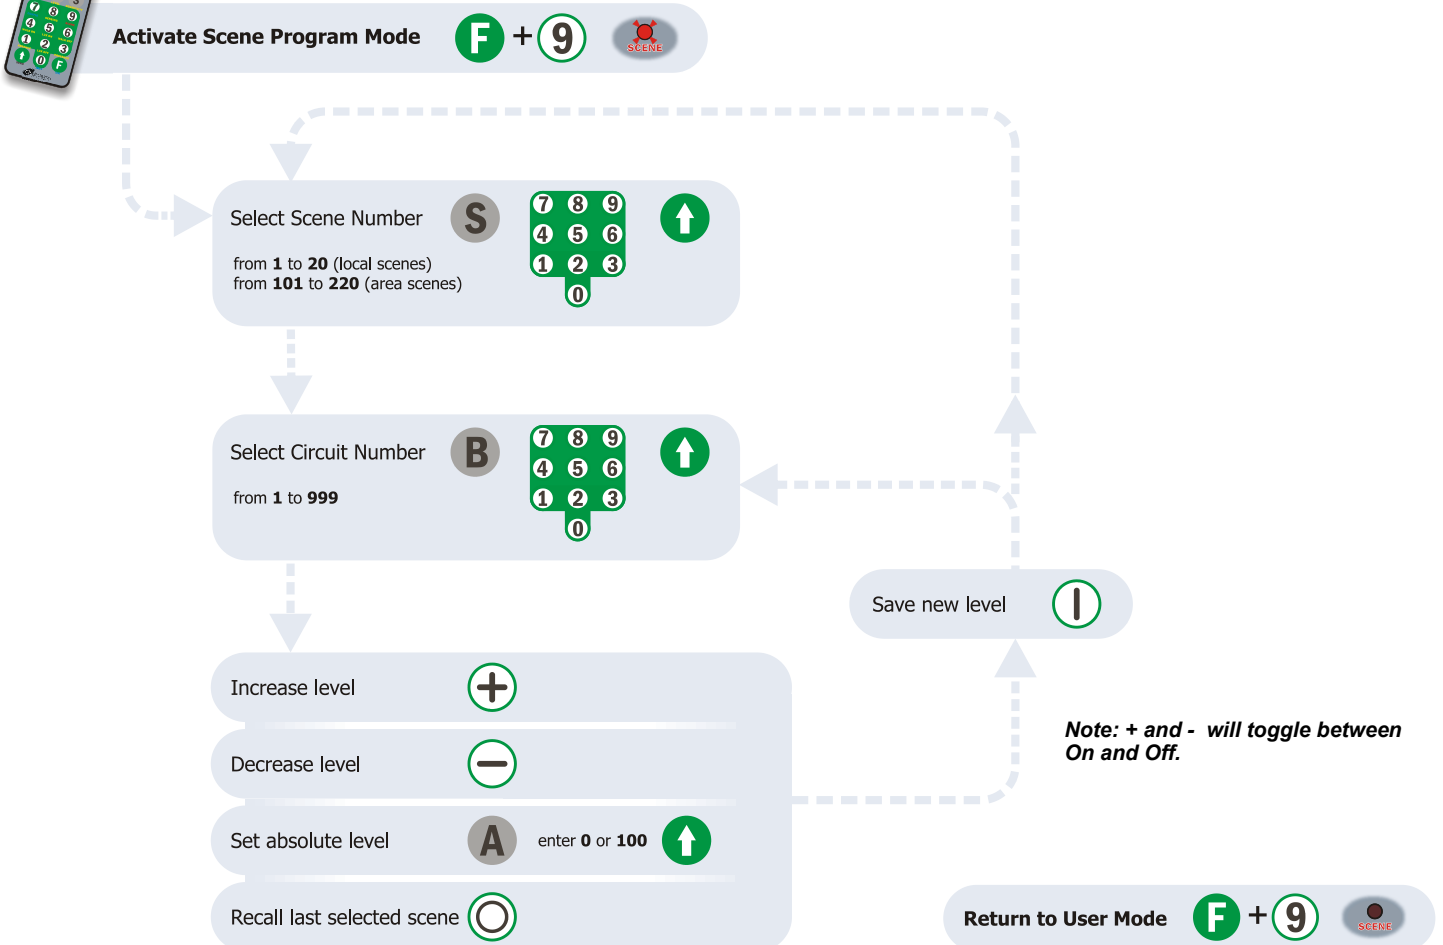 Activate Scene Program Mode F + 9 SCENE
Select Scene Number S 7 8 9
4 5 6
1 2 3
0
from 1 to 20 (local scenes)
from 101 to 220 (area scenes)
Select Circuit Number B 7 8 9
4 5 6
1 2 3
0
from 1 to 999
Save new level
Increase level +
Decrease level −
Set absolute level A enter 0 or 100
Recall last selected scene
Note: + and - will toggle between
On and Off.
Return to User Mode F + 9 SCENE